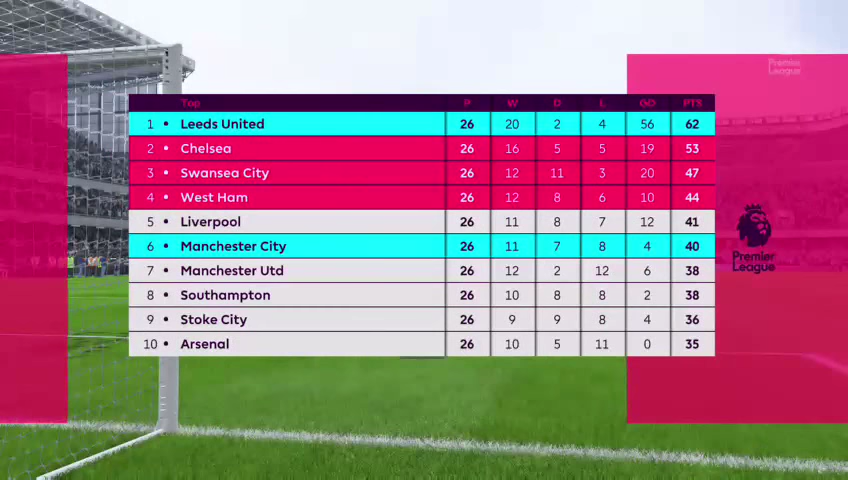 Premier
League
Top P W D L GD PTS
1 • Leeds United 26 20 2 4 56 62
2 • Chelsea 26 16 5 5 19 53
3 • Swansea City 26 12 11 3 20 47
4 • West Ham 26 12 8 6 10 44
5 • Liverpool 26 11 8 7 12 41
6 • Manchester City 26 11 7 8 4 40
7 • Manchester Utd 26 12 2 12 6 38
8 • Southampton 26 10 8 8 2 38
9 • Stoke City 26 9 9 8 4 36
10 • Arsenal 26 10 5 11 0 35
Premier
League